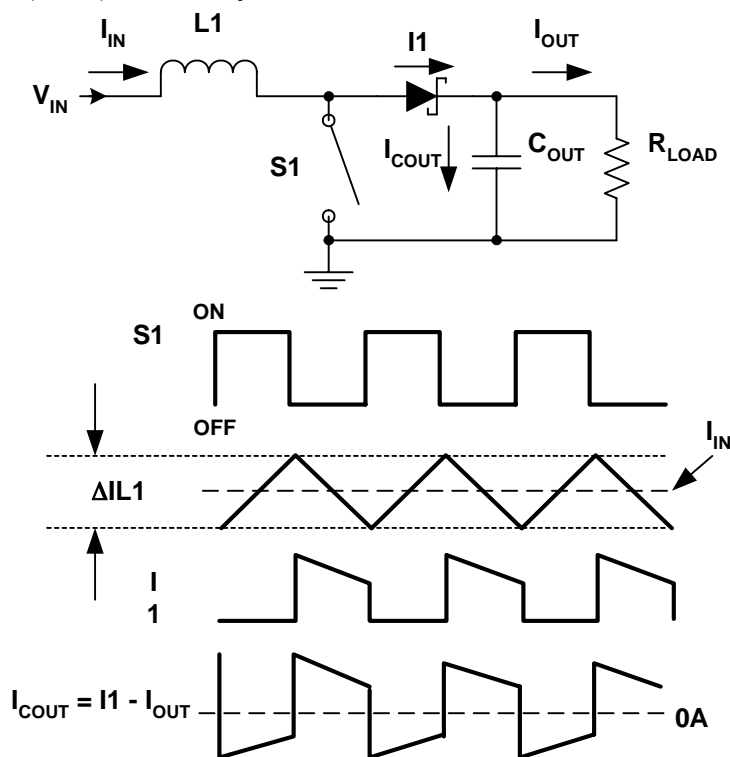 L1
I_IN
I1
I_OUT
V_IN
S1
I_COUT
C_OUT
R_LOAD
ON
S1
OFF
I_IN
ΔIL1
I
1
I_COUT = I1 - I_OUT
0A